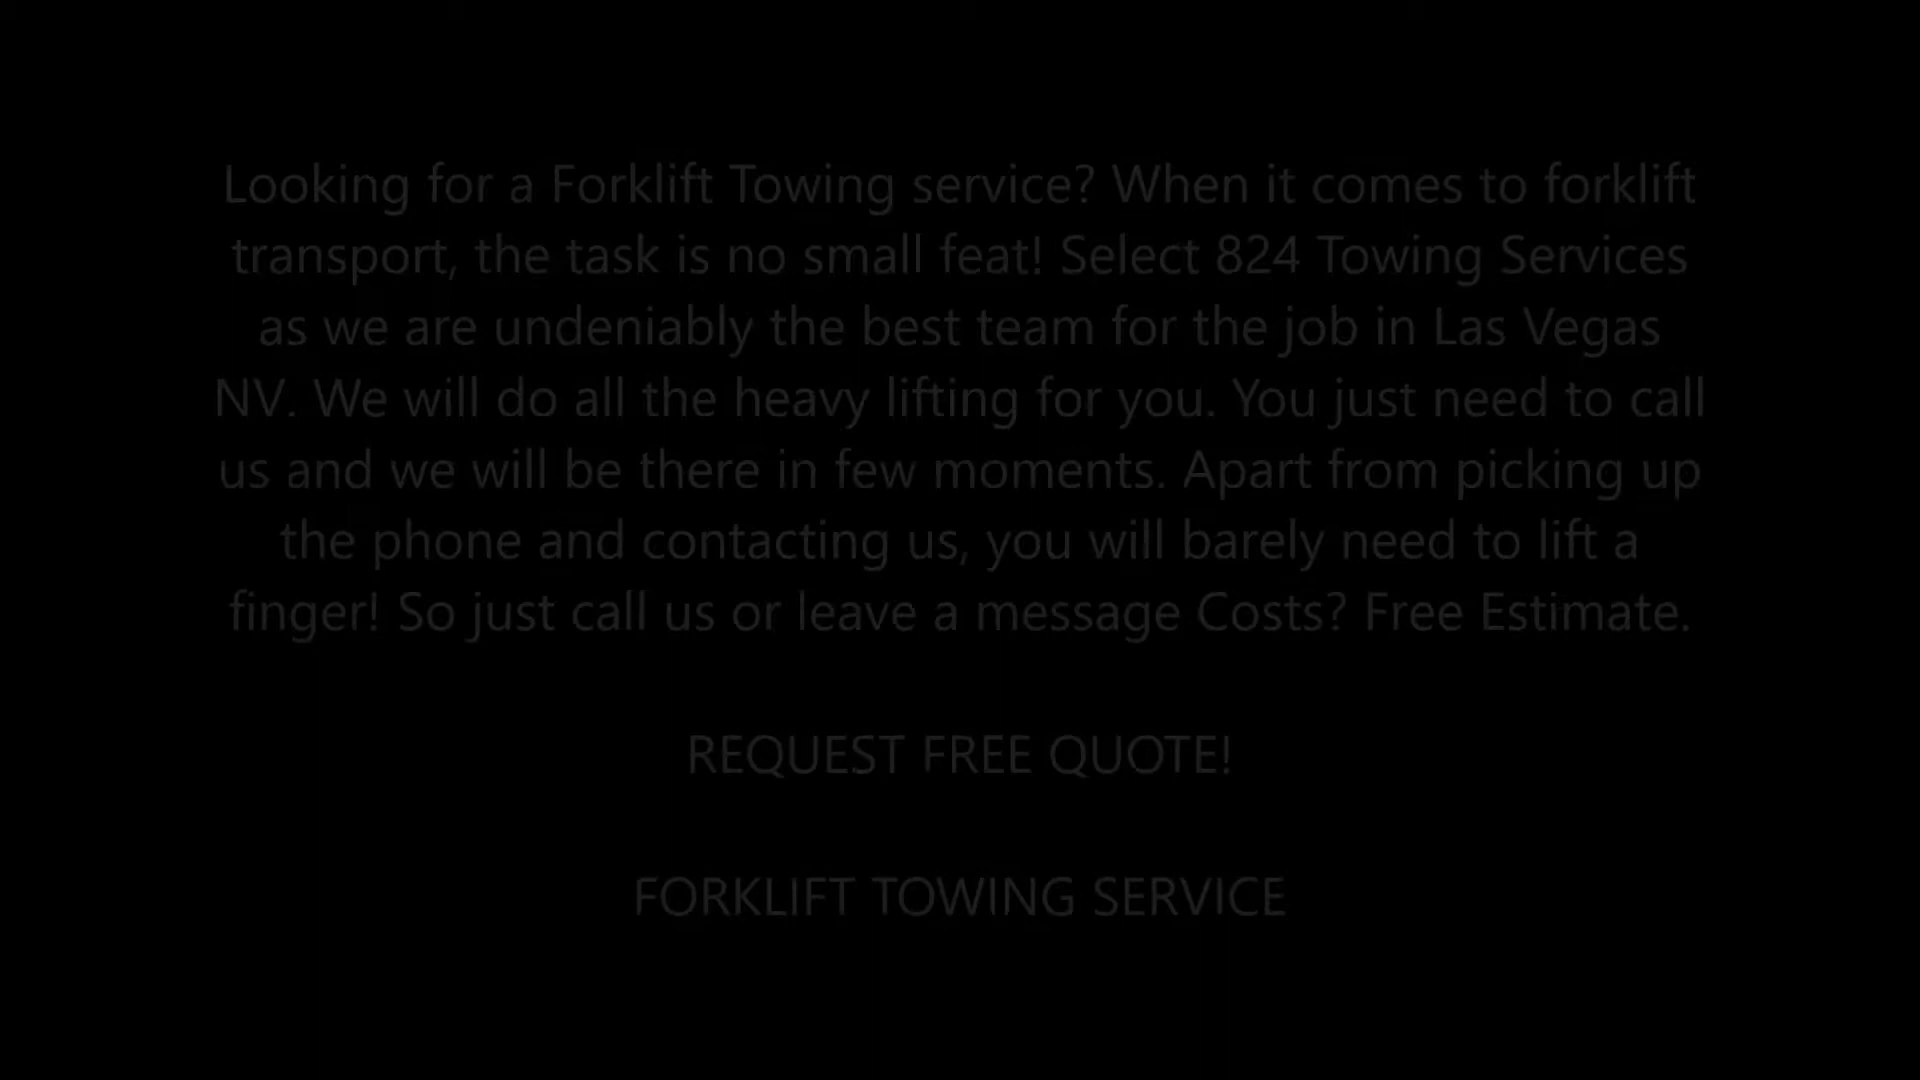 Looking for a Forklift Towing service? When it comes to forklift
transport, the task is no small feat! Select 824 Towing Services
as we are undeniably the best team for the job in Las Vegas
NV. We will do all the heavy lifting for you. You just need to call
us and we will be there in few moments. Apart from picking up
the phone and contacting us, you will barely need to lift a
finger! So just call us or leave a message Costs? Free Estimate.
REQUEST FREE QUOTE!
FORKLIFT TOWING SERVICE